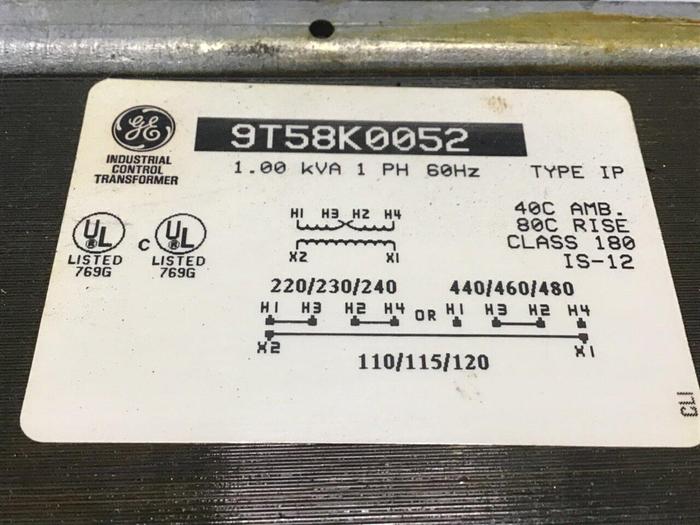 GE
INDUSTRIAL
CONTROL
TRANSFORMER
9T58K0052
1.00 kVA 1 PH 60Hz TYPE IP
40C AMB.
80C RISE
CLASS 180
IS-12
UL
LISTED
769G
C
UL
LISTED
769G
H1 H3 H2 H4
X2 X1
220/230/240 440/460/480
H1 H3 H2 H4 OR H1 H3 H2 H4
X2 X1
110/115/120
CLI